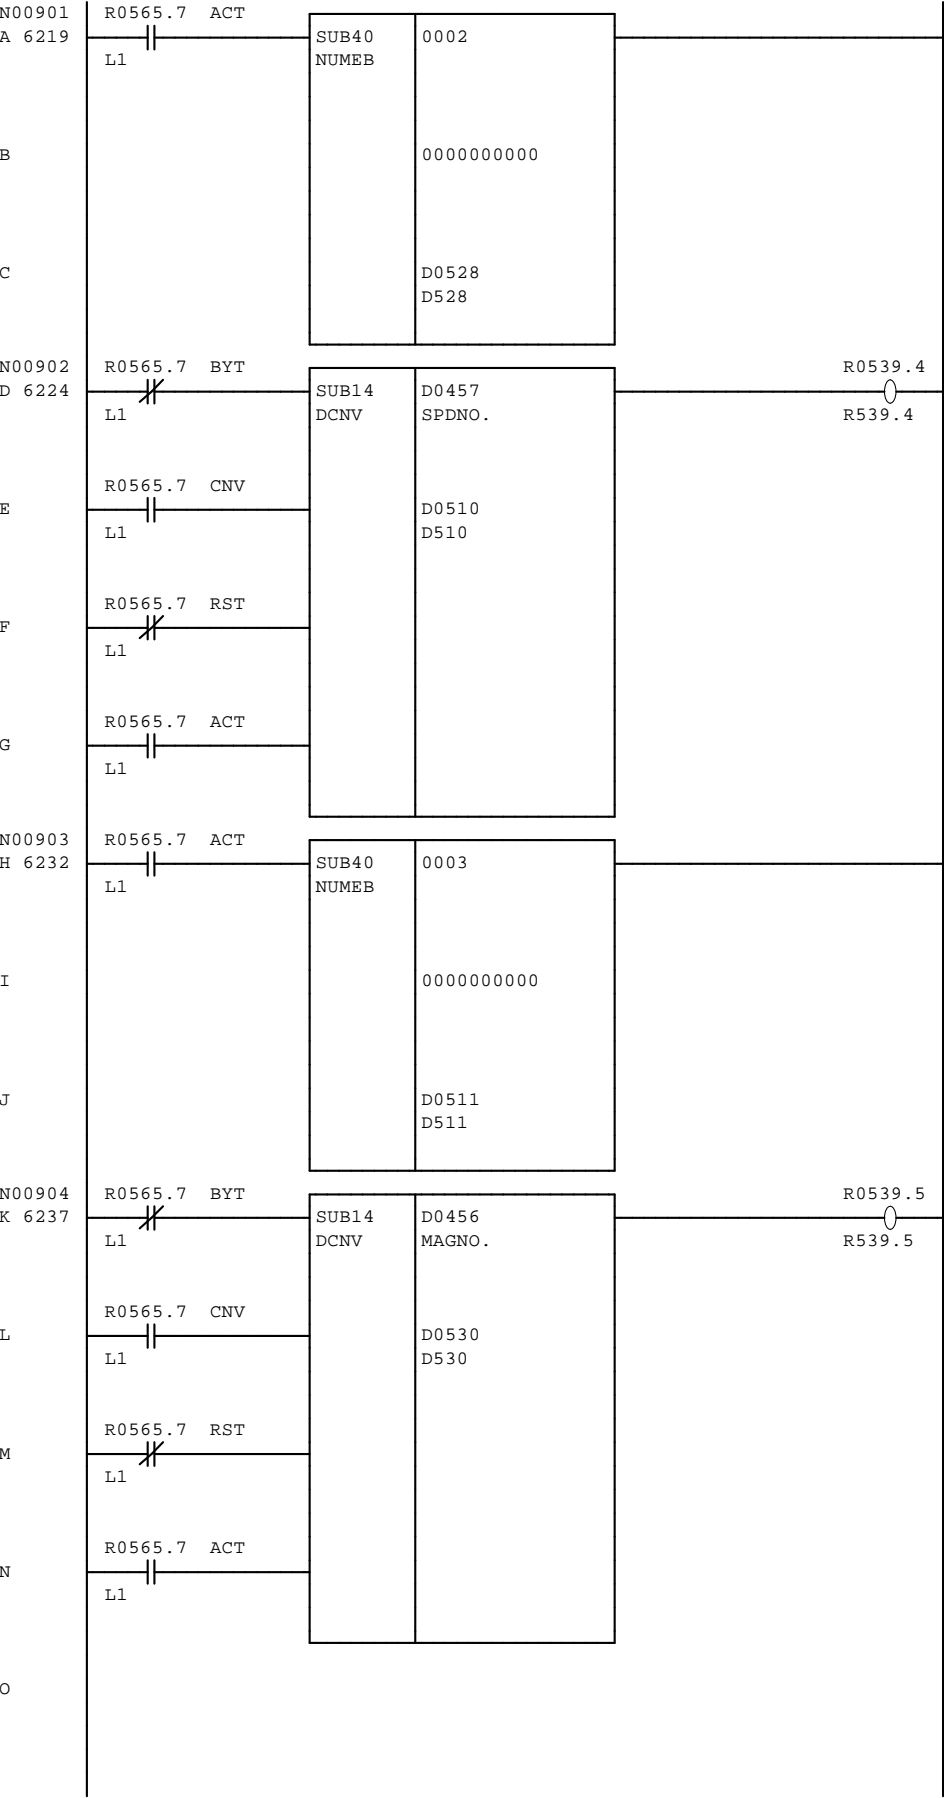 N00901 R0565.7 ACT
A 6219 SUB40 0002
L1 NUMEB
B 0000000000
C D0528
D528
N00902 R0565.7 BYT R0539.4
D 6224 SUB14 D0457
L1 DCNV SPDNO. R539.4
R0565.7 CNV
E D0510
L1 D510
R0565.7 RST
F
L1
R0565.7 ACT
G
L1
N00903 R0565.7 ACT
H 6232 SUB40 0003
L1 NUMEB
I 0000000000
J D0511
D511
N00904 R0565.7 BYT R0539.5
K 6237 SUB14 D0456
L1 DCNV MAGNO. R539.5
R0565.7 CNV
L D0530
L1 D530
R0565.7 RST
M
L1
R0565.7 ACT
N
L1
O